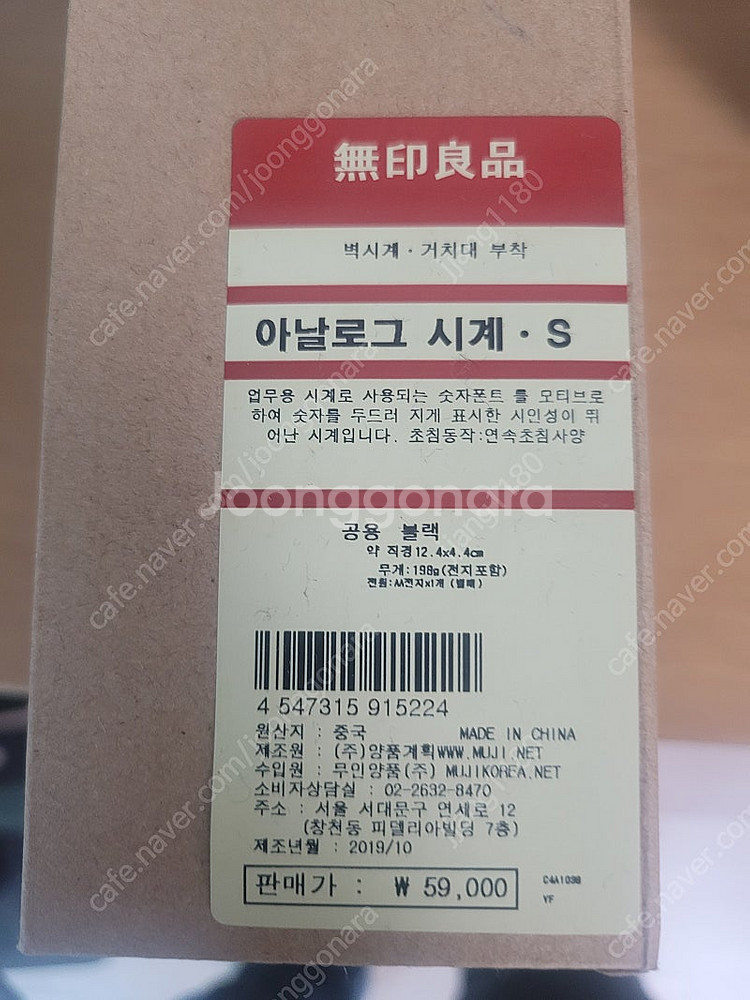 無印良品
벽시계 · 거치대 부착
아날로그 시계 · S
업무용 시계로 사용되는 숫자폰트 를 모티브로
하여 숫자를 두드러 지게 표시한 시인성이 뛰
어난 시계입니다. 초침동작:연속초침사양
Joonggonara
공용 블랙
약 직경12.4x4.4cm
무게:198g(전지포함)
전원:AA전지x1개 (별매)
4 547315 915224
원산지 : 중국 MADE IN CHINA
제조원 : (주)양품계획WWW.MUJI.NET
수입원 : 무인양품(주) MUJIKOREA.NET
소비자상담실 : 02-2632-8470
주소 : 서울 서대문구 연세로 12
(창천동 피델리아빌딩 7층)
제조년월 : 2019/10
판매가 : ₩ 59,000
C4A1038
YF
cafe.naver.com/joonggonara
jjang1180